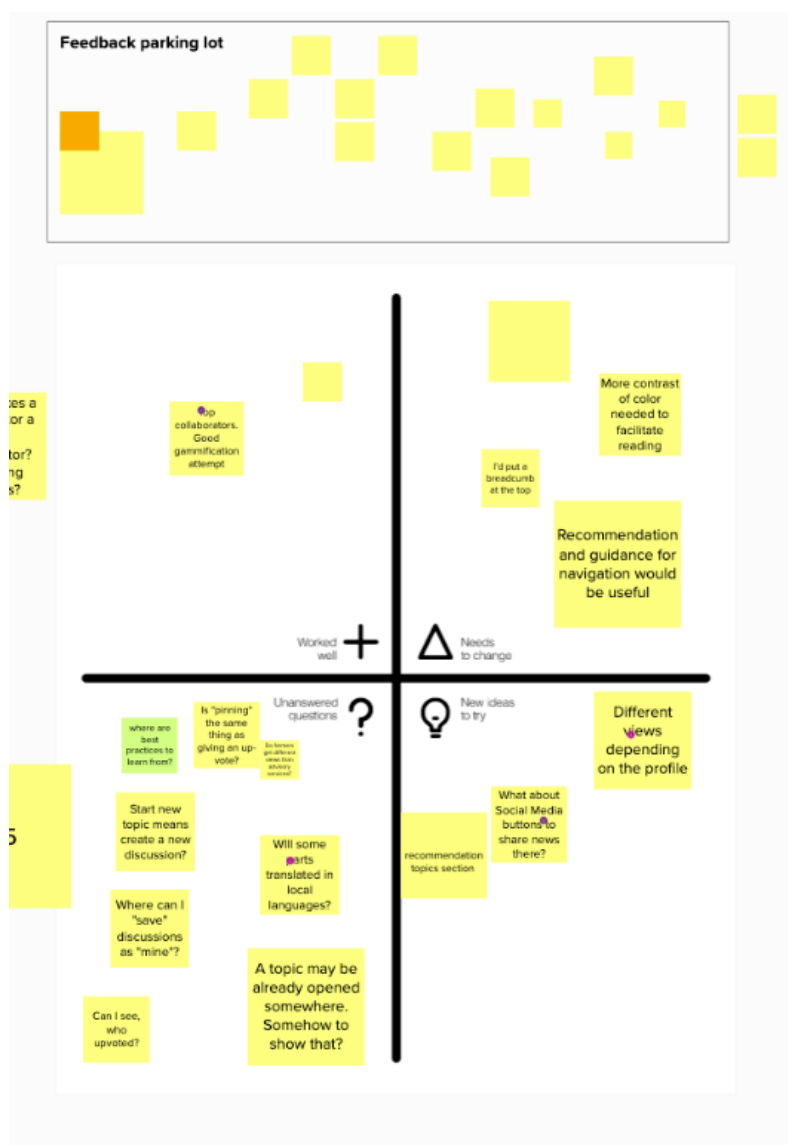 Feedback parking lot
Top
collaborators.
Good
gammification
attempt
More contrast
of color
needed to
facilitate
reading
I'd put a
breadcumb
at the top
Recommendation
and guidance for
navigation would
be useful
Worked
well
Needs
to change
Unanswered
questions
New ideas
to try
where are
best
practices to
learn from?
Is "pinning"
the same
thing as
giving an up-
vote?
Start new
topic means
create a new
discussion?
Will some
parts
translated in
local
languages?
Where can I
"save"
discussions
as "mine"?
A topic may be
already opened
somewhere.
Somehow to
show that?
Can I see,
who
upvoted?
Different
views
depending
on the profile
What about
Social Media
buttons to
share news
there?
recommendation
topics section